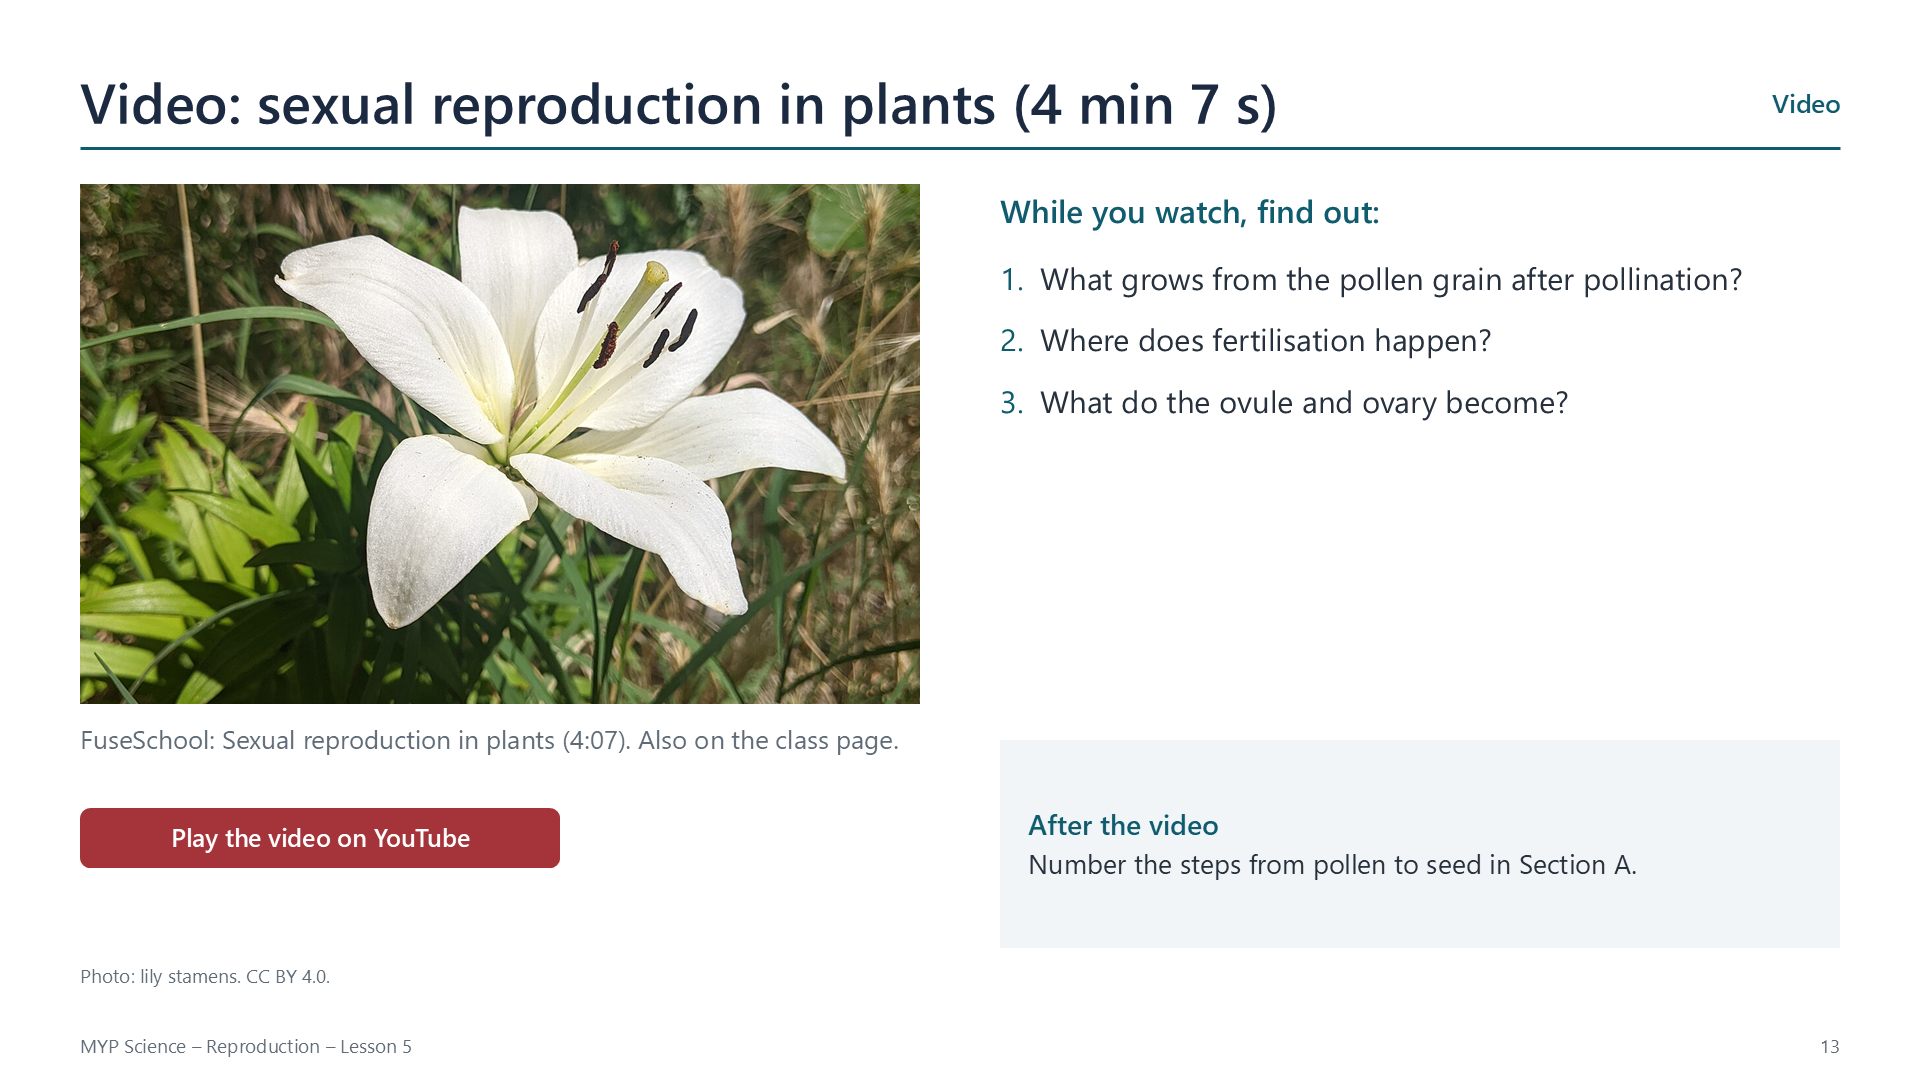 Video: sexual reproduction in plants (4 min 7 s)
Video
While you watch, find out:
1. What grows from the pollen grain after pollination?
2. Where does fertilisation happen?
3. What do the ovule and ovary become?
FuseSchool: Sexual reproduction in plants (4:07). Also on the class page.
Play the video on YouTube
After the video
Number the steps from pollen to seed in Section A.
Photo: lily stamens. CC BY 4.0.
MYP Science – Reproduction – Lesson 5
13